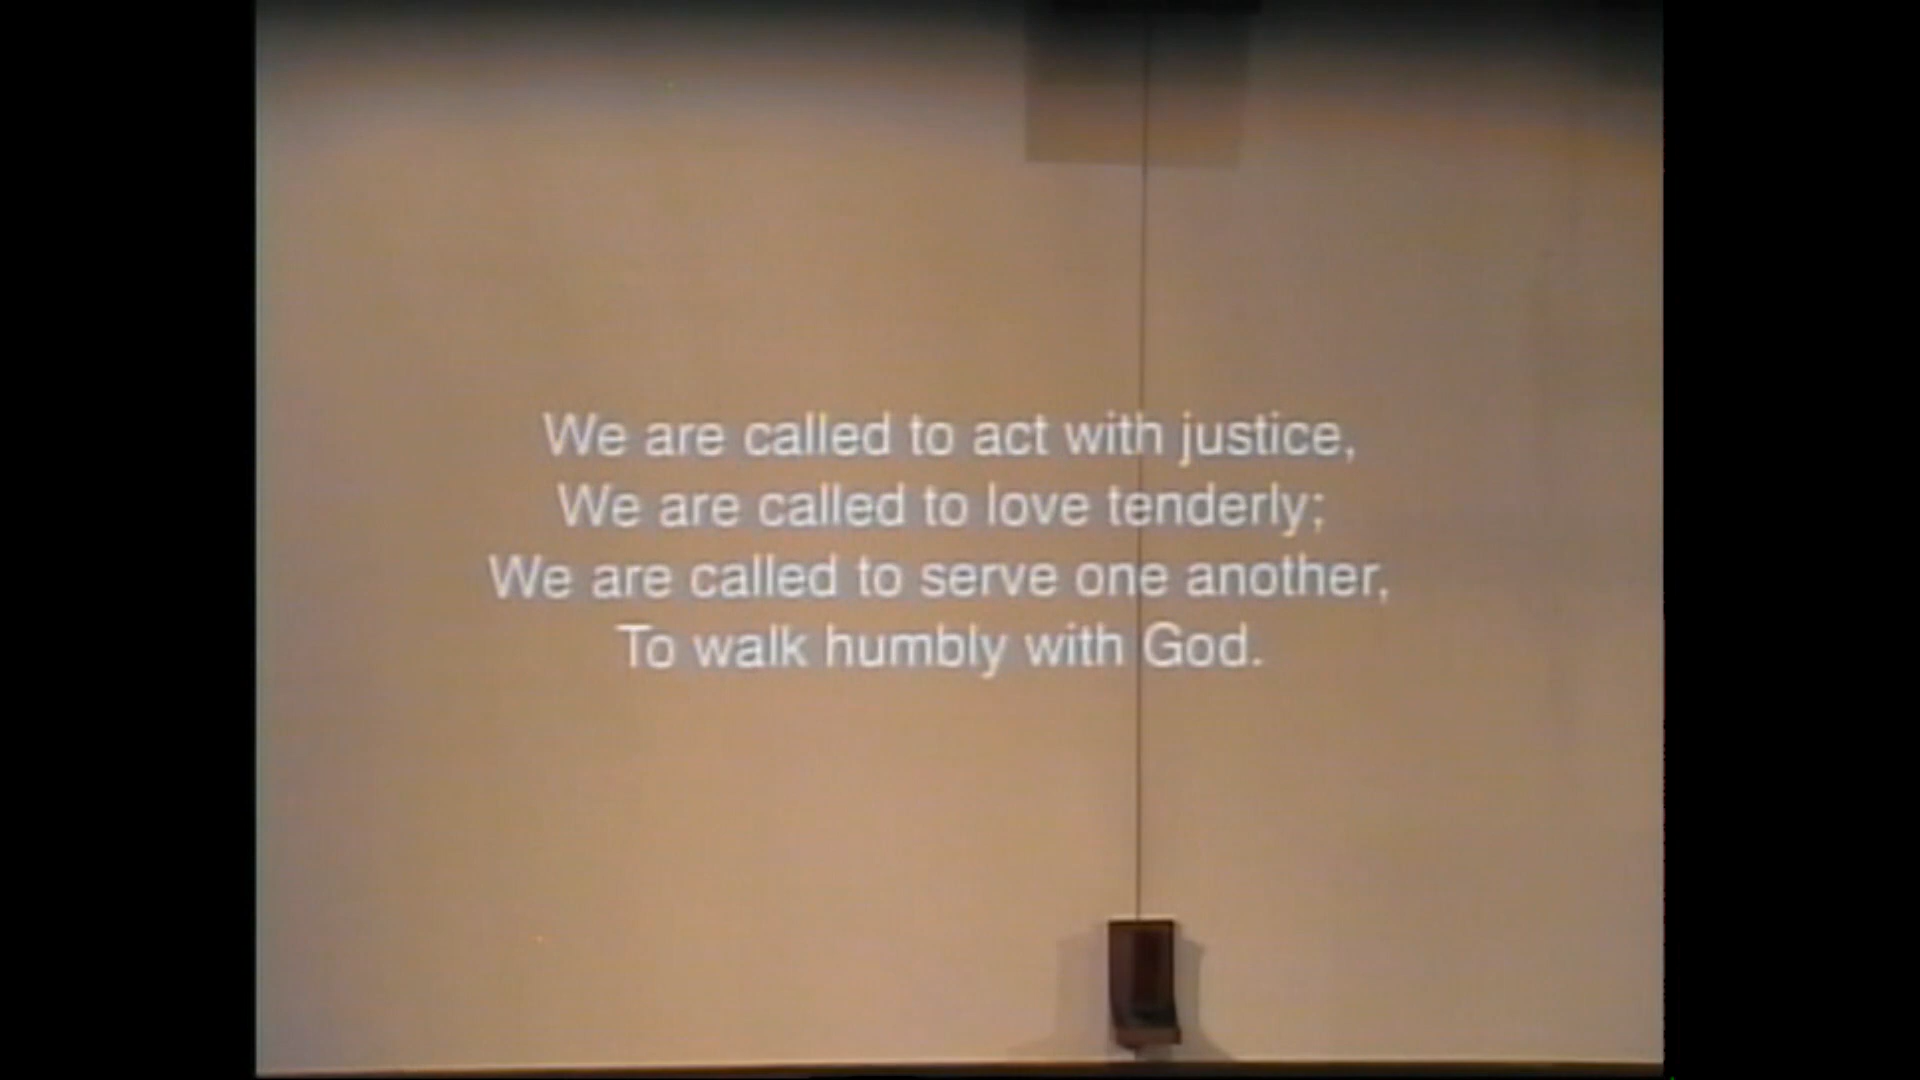 We are called to act with justice,
We are called to love tenderly;
We are called to serve one another,
To walk humbly with God.